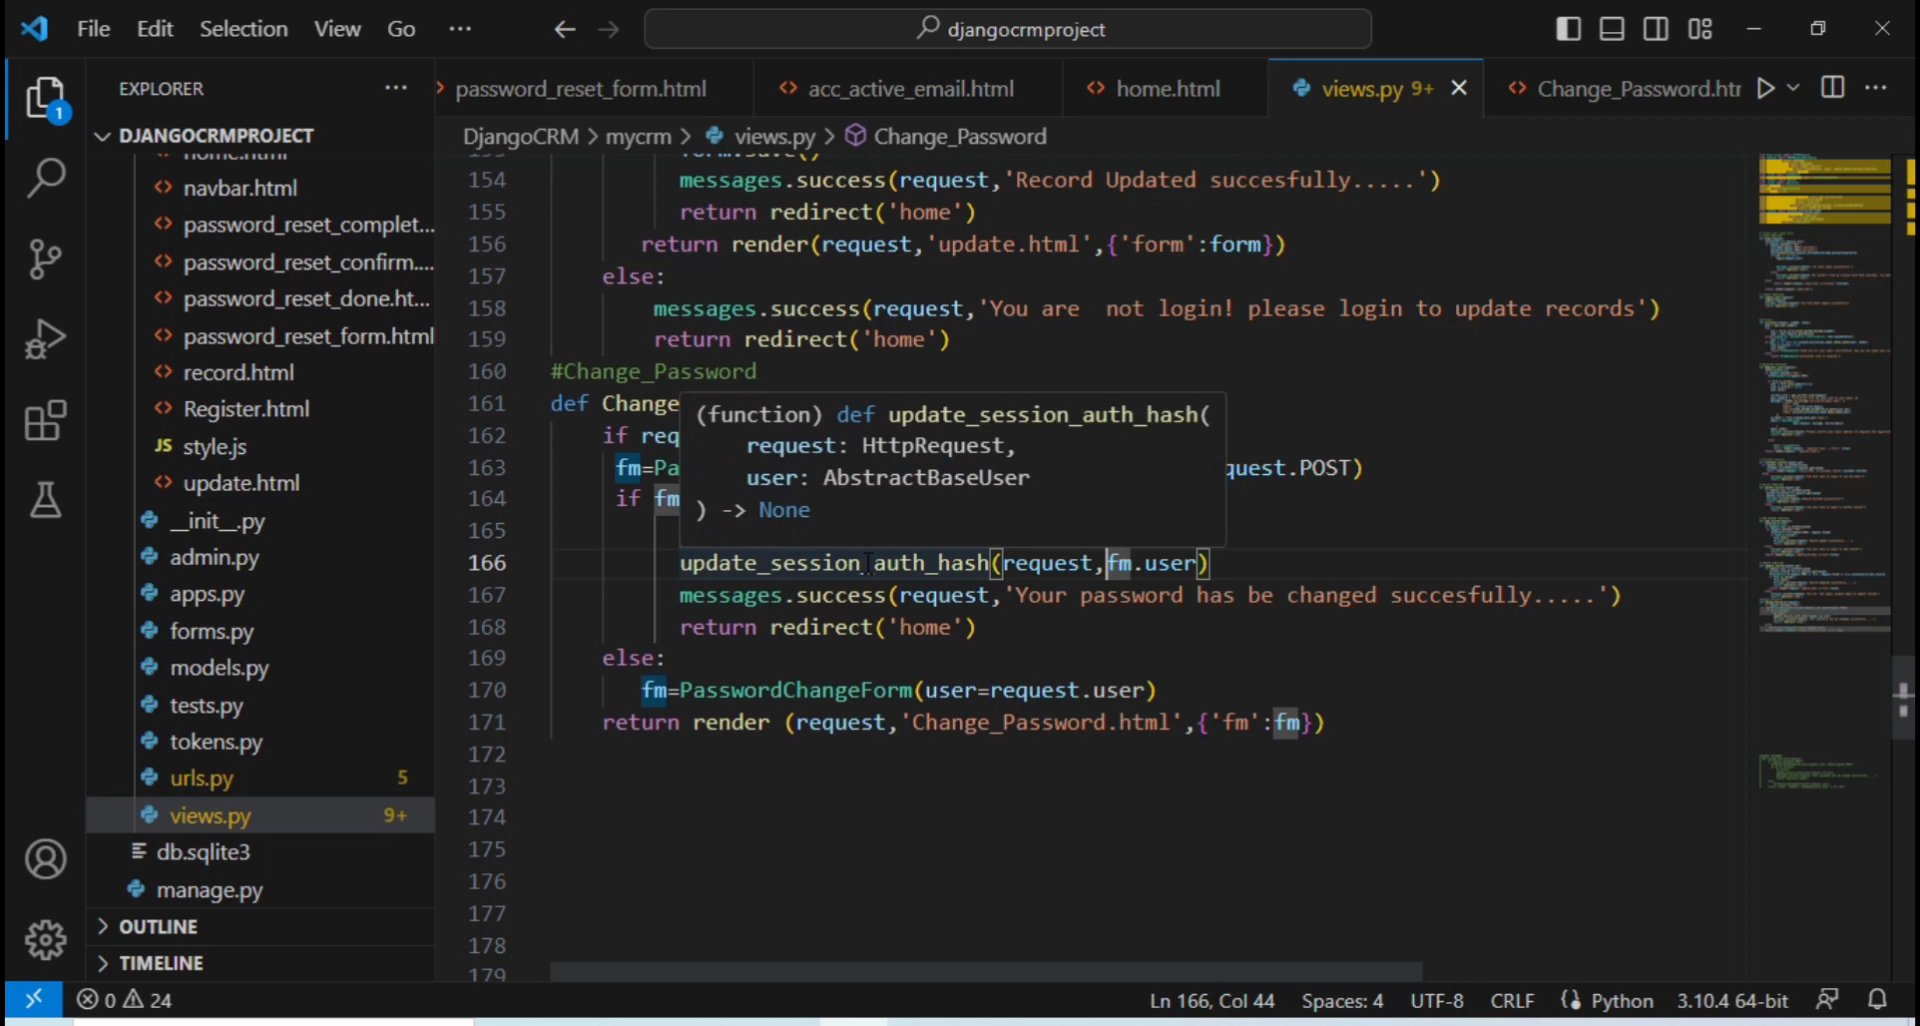 File Edit Selection View Go ··· djangocrmproject
EXPLORER ···
password_reset_form.html acc_active_email.html home.html views.py 9+ Change_Password.htr
DJANGOCRMPROJECT
DjangoCRM > mycrm > views.py > Change_Password
home.html
navbar.html
password_reset_complet...
password_reset_confirm....
password_reset_done.ht...
password_reset_form.html
record.html
Register.html
JS style.js
update.html
__init__.py
admin.py
apps.py
forms.py
models.py
tests.py
tokens.py
urls.py 5
views.py 9+
db.sqlite3
manage.py
OUTLINE
TIMELINE
form.save()
154 messages.success(request,'Record Updated succesfully.....')
155 return redirect('home')
156 return render(request,'update.html',{'form':form})
157 else:
158 messages.success(request,'You are  not login! please login to update records')
159 return redirect('home')
160 #Change_Password
161 def Change
162 if req
163 fm=Pa quest.POST)
164 if fm
165
(function) def update_session_auth_hash(
request: HttpRequest,
user: AbstractBaseUser
) -> None
166 update_session_auth_hash(request,fm.user)
167 messages.success(request,'Your password has be changed succesfully.....')
168 return redirect('home')
169 else:
170 fm=PasswordChangeForm(user=request.user)
171 return render (request,'Change_Password.html',{'fm':fm})
172
173
174
175
176
177
178
179
1
0 24 Ln 166, Col 44 Spaces: 4 UTF-8 CRLF Python 3.10.4 64-bit